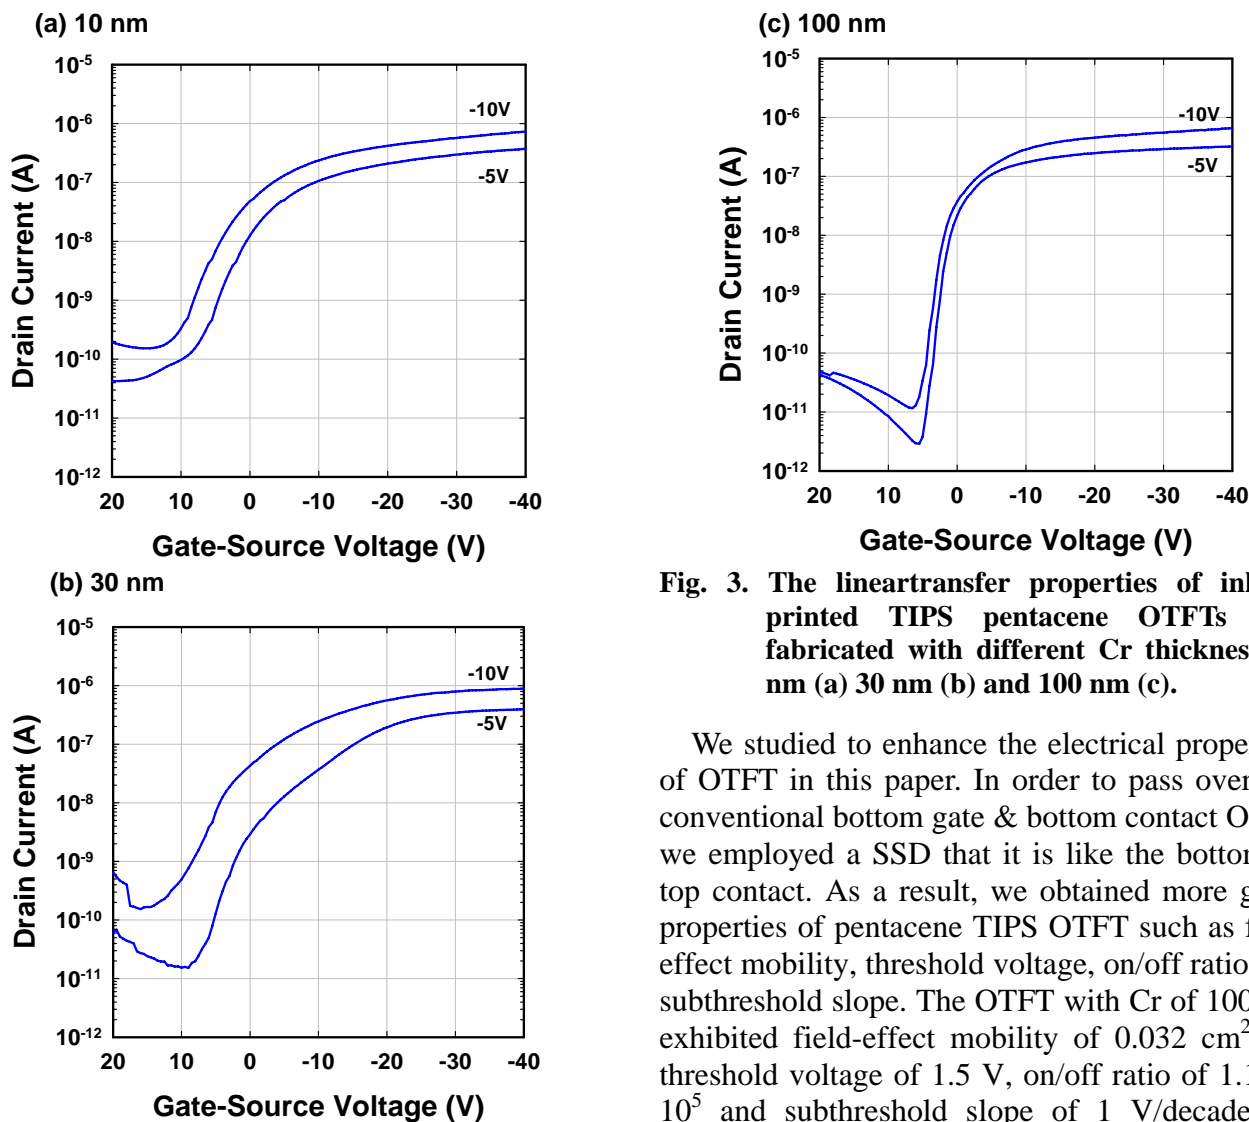 (a) 10 nm
10-5
10-6
10-7
10-8
10-9
10-10
10-11
10-12
Drain Current (A)
-10V
-5V
20 10 0 -10 -20 -30 -40
Gate-Source Voltage (V)
(b) 30 nm
10-5
10-6
10-7
10-8
10-9
10-10
10-11
10-12
Drain Current (A)
-10V
-5V
20 10 0 -10 -20 -30 -40
Gate-Source Voltage (V)
(c) 100 nm
10-5
10-6
10-7
10-8
10-9
10-10
10-11
10-12
Drain Current (A)
-10V
-5V
20 10 0 -10 -20 -30 -40
Gate-Source Voltage (V)
Fig. 3. The lineartransfer properties of
printed TIPS pentacene OTFTs
fabricated with different Cr
nm (a) 30 nm (b) and 100 nm (c).
We studied to enhance the electrical
of OTFT in this paper. In order to pass over
conventional bottom gate & bottom contact
we employed a SSD that it is like the
top contact. As a result, we obtained more
properties of pentacene TIPS OTFT such as
effect mobility, threshold voltage, on/off ratio
subthreshold slope. The OTFT with Cr of 100
exhibited field-effect mobility of 0.032 cm2
threshold voltage of 1.5 V, on/off ratio of
105 and subthreshold slope of 1 V/decade